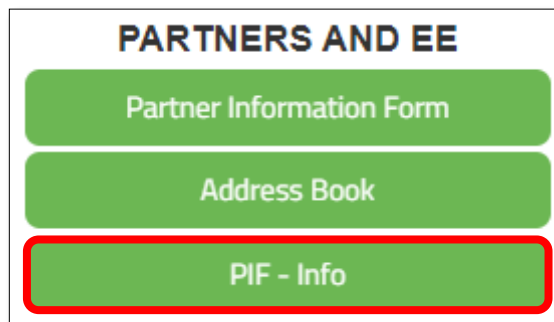 PARTNERS AND EE
Partner Information Form
Address Book
PIF - Info